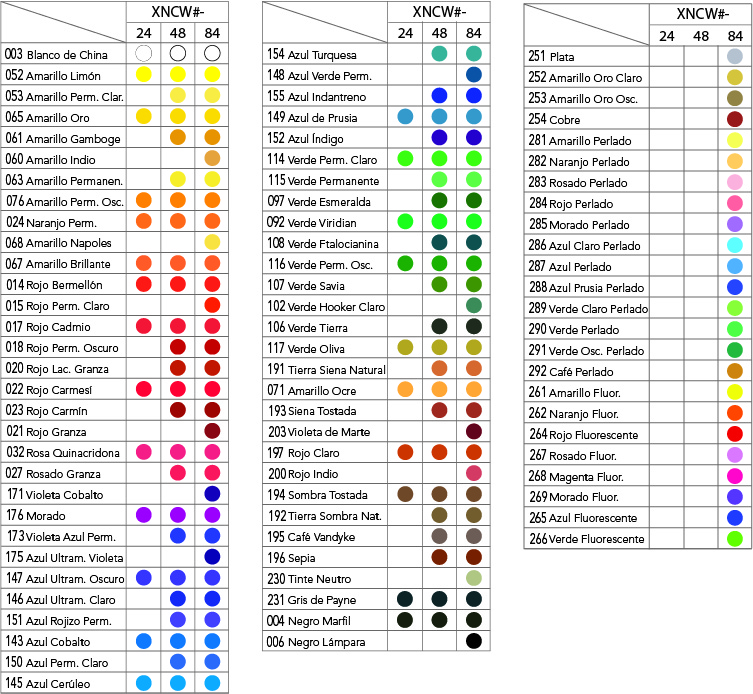 XNCW#-
24 48 84
003 Blanco de China
052 Amarillo Limón
053 Amarillo Perm. Clar.
065 Amarillo Oro
061 Amarillo Gamboge
060 Amarillo Indio
063 Amarillo Permanen.
076 Amarillo Perm. Osc.
024 Naranjo Perm.
068 Amarillo Napoles
067 Amarillo Brillante
014 Rojo Bermellón
015 Rojo Perm. Claro
017 Rojo Cadmio
018 Rojo Perm. Oscuro
020 Rojo Lac. Granza
022 Rojo Carmesí
023 Rojo Carmín
021 Rojo Granza
032 Rosa Quinacridona
027 Rosado Granza
171 Violeta Cobalto
176 Morado
173 Violeta Azul Perm.
175 Azul Ultram. Violeta
147 Azul Ultram. Oscuro
146 Azul Ultram. Claro
151 Azul Rojizo Perm.
143 Azul Cobalto
150 Azul Perm. Claro
145 Azul Cerúleo
XNCW#-
24 48 84
154 Azul Turquesa
148 Azul Verde Perm.
155 Azul Indantreno
149 Azul de Prusia
152 Azul Índigo
114 Verde Perm. Claro
115 Verde Permanente
097 Verde Esmeralda
092 Verde Viridian
108 Verde Ftalocianina
116 Verde Perm. Osc.
107 Verde Savia
102 Verde Hooker Claro
106 Verde Tierra
117 Verde Oliva
191 Tierra Siena Natural
071 Amarillo Ocre
193 Siena Tostada
203 Violeta de Marte
197 Rojo Claro
200 Rojo Indio
194 Sombra Tostada
192 Tierra Sombra Nat.
195 Café Vandyke
196 Sepia
230 Tinte Neutro
231 Gris de Payne
004 Negro Marfil
006 Negro Lámpara
XNCW#-
24 48 84
251 Plata
252 Amarillo Oro Claro
253 Amarillo Oro Osc.
254 Cobre
281 Amarillo Perlado
282 Naranjo Perlado
283 Rosado Perlado
284 Rojo Perlado
285 Morado Perlado
286 Azul Claro Perlado
287 Azul Perlado
288 Azul Prusia Perlado
289 Verde Claro Perlado
290 Verde Perlado
291 Verde Osc. Perlado
292 Café Perlado
261 Amarillo Fluor.
262 Naranjo Fluor.
264 Rojo Fluorescente
267 Rosado Fluor.
268 Magenta Fluor.
269 Morado Fluor.
265 Azul Fluorescente
266 Verde Fluorescente